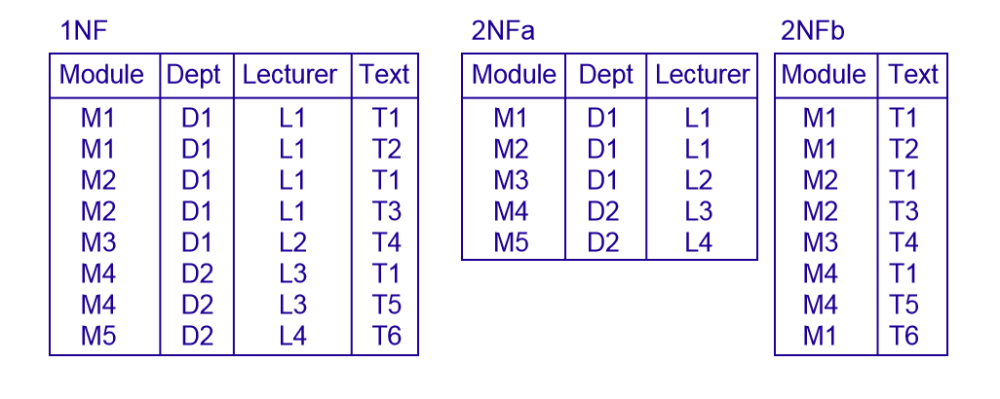 1NF
Module Dept Lecturer Text
M1 D1 L1 T1
M1 D1 L1 T2
M2 D1 L1 T1
M2 D1 L1 T3
M3 D1 L2 T4
M4 D2 L3 T1
M4 D2 L3 T5
M5 D2 L4 T6
2NFa
Module Dept Lecturer
M1 D1 L1
M2 D1 L1
M3 D1 L2
M4 D2 L3
M5 D2 L4
2NFb
Module Text
M1 T1
M1 T2
M2 T1
M2 T3
M3 T4
M4 T1
M4 T5
M1 T6